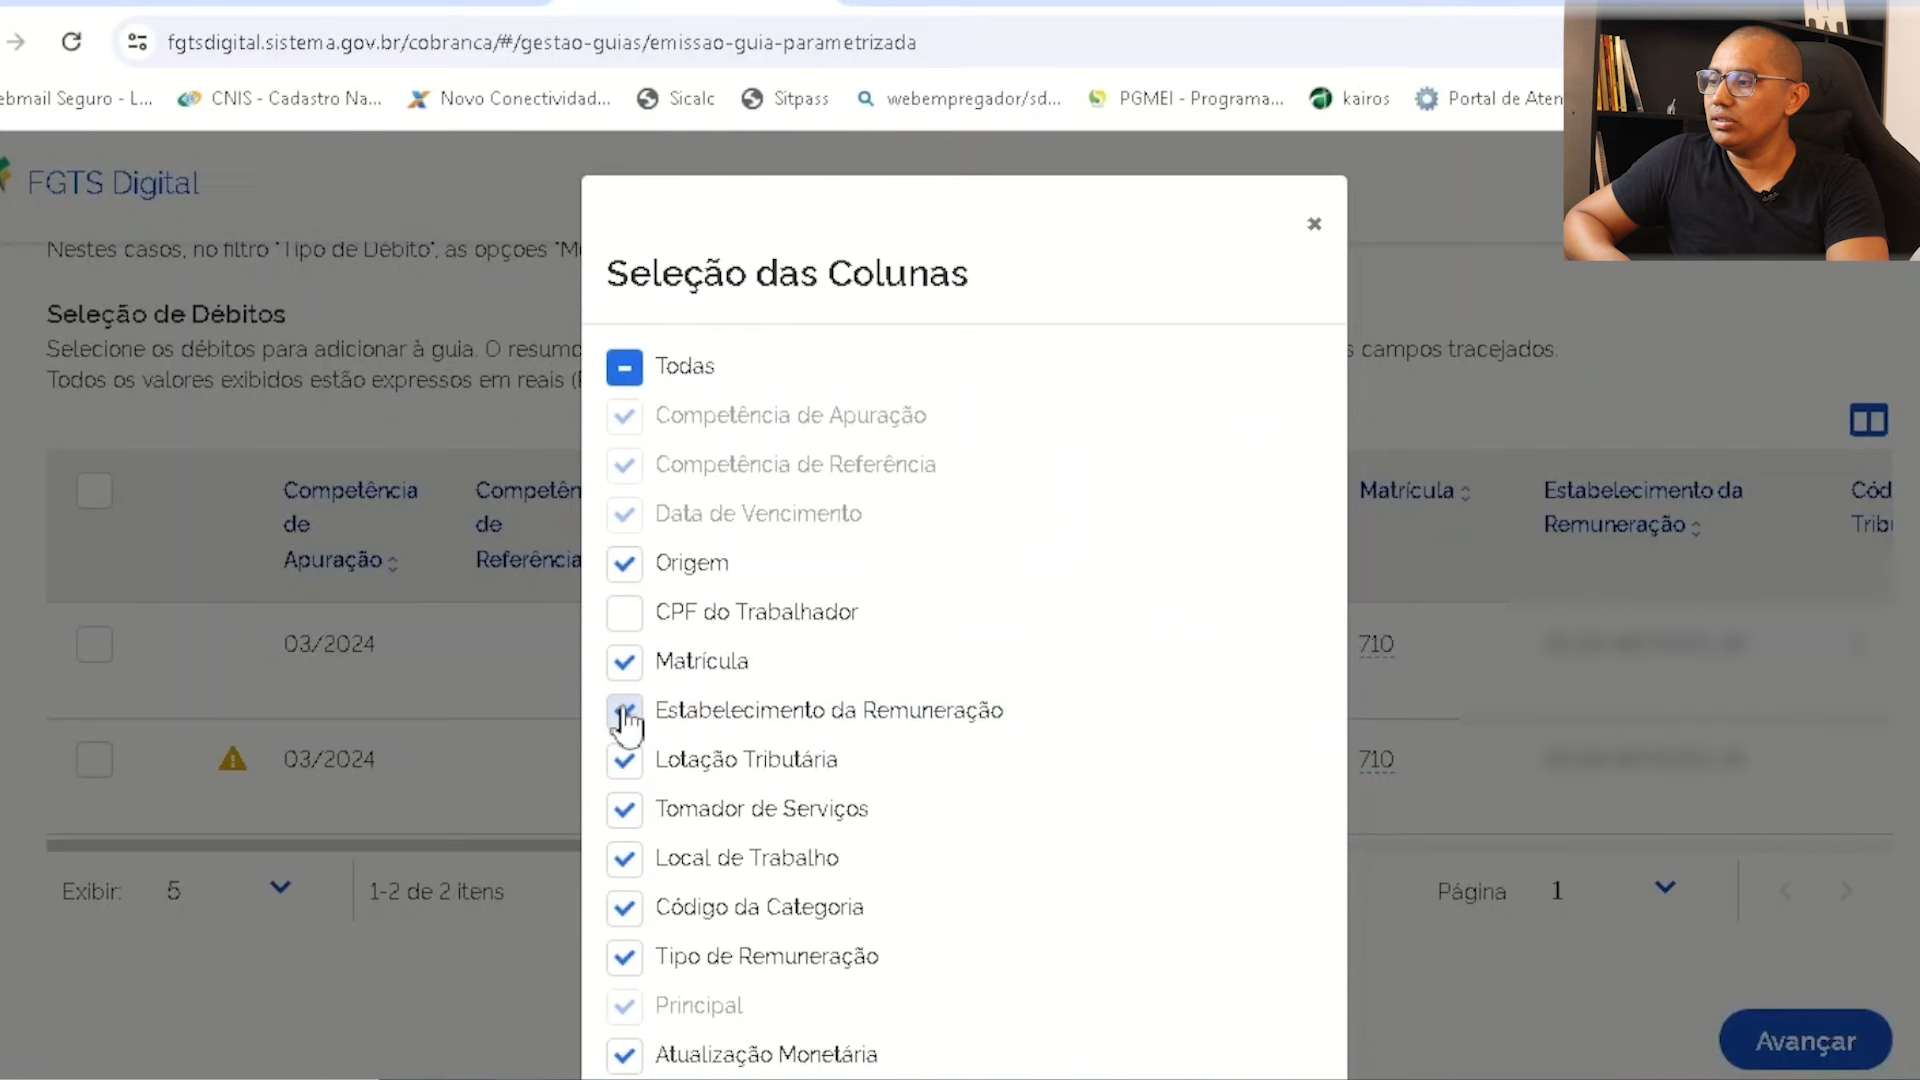 fgtsdigital.sistema.gov.br/cobranca/#/gestao-guias/emissao-guia-parametrizada
ebmail Seguro - L... CNIS - Cadastro Na... Novo Conectividad... Sicalc Sitpass webempregador/sd... PGMEI - Programa... kairos Portal de Aten
FGTS Digital
Nestes casos, no filtro "Tipo de Débito", as opções "M
Seleção de Débitos
Selecione os débitos para adicionar à guia. O resumo
s campos tracejados.
Todos os valores exibidos estão expressos em reais (
Competência de Apuração
Competên de Referência
Matrícula
Estabelecimento da Remuneração
Cód Trib
03/2024
710
03/2024
710
Exibir: 5
1-2 de 2 itens
Página 1
Avançar
Seleção das Colunas
Todas
Competência de Apuração
Competência de Referência
Data de Vencimento
Origem
CPF do Trabalhador
Matrícula
Estabelecimento da Remuneração
Lotação Tributária
Tomador de Serviços
Local de Trabalho
Código da Categoria
Tipo de Remuneração
Principal
Atualização Monetária